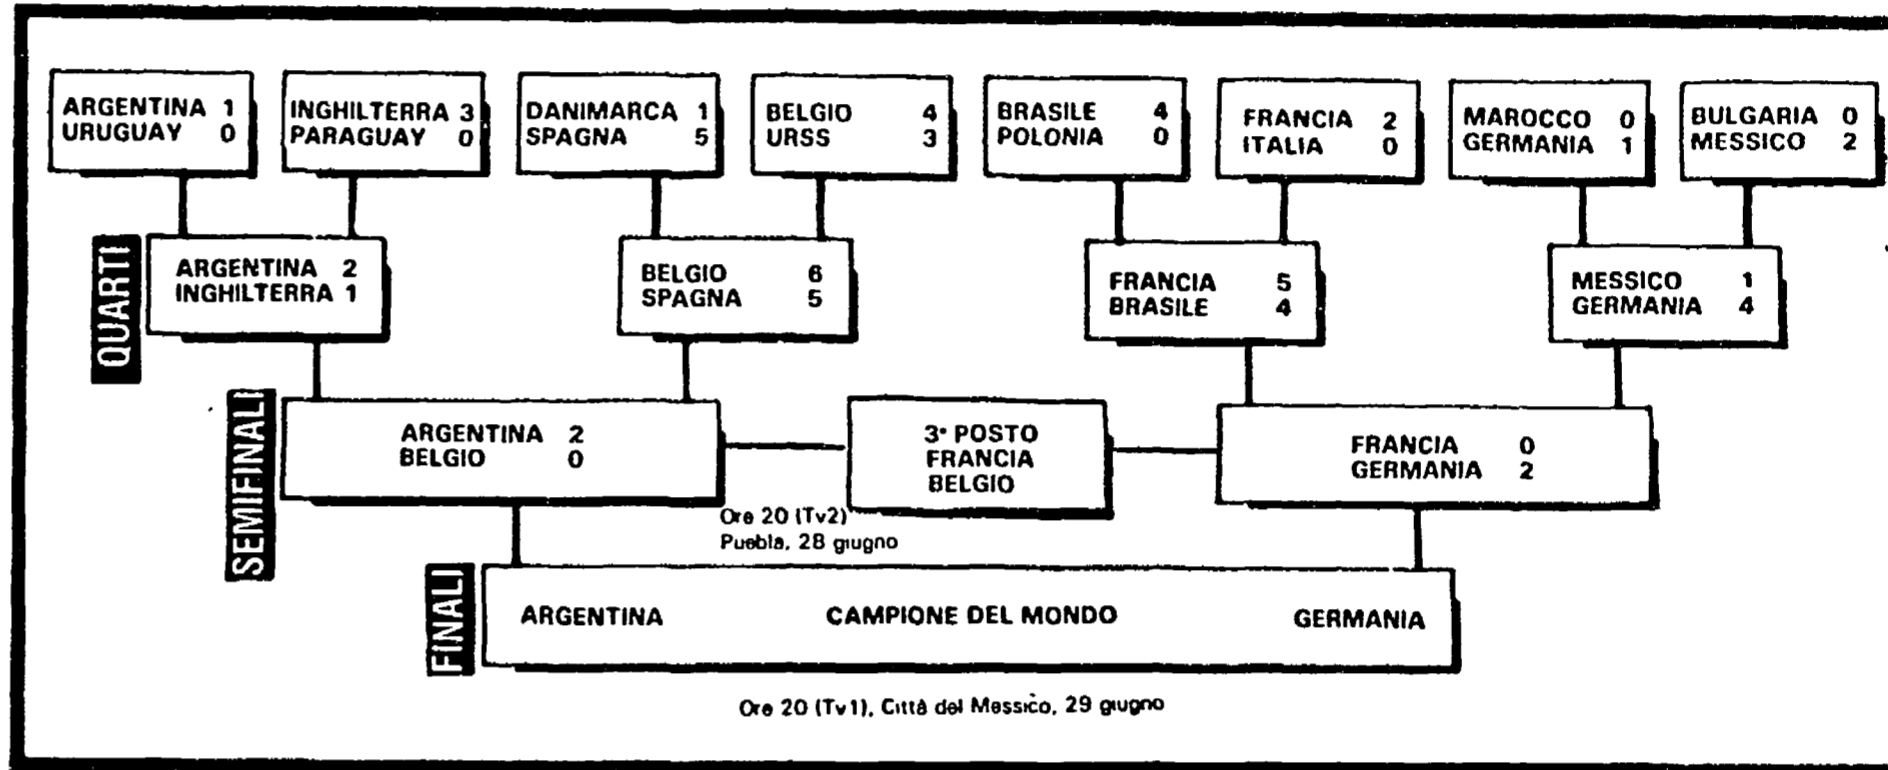 ARGENTINA 1
URUGUAY 0
INGHILTERRA 3
PARAGUAY 0
DANIMARCA 1
SPAGNA 5
BELGIO 4
URSS 3
BRASILE 4
POLONIA 0
FRANCIA 2
ITALIA 0
MAROCCO 0
GERMANIA 1
BULGARIA 0
MESSICO 2
QUARTI
ARGENTINA 2
INGHILTERRA 1
BELGIO 6
SPAGNA 5
FRANCIA 5
BRASILE 4
MESSICO 1
GERMANIA 4
SEMIFINALI
ARGENTINA 2
BELGIO 0
3° POSTO
FRANCIA
BELGIO
FRANCIA 0
GERMANIA 2
Ore 20 (Tv2)
Puebla, 28 giugno
FINALI
ARGENTINA CAMPIONE DEL MONDO GERMANIA
Ore 20 (Tv1), Città del Messico, 29 giugno